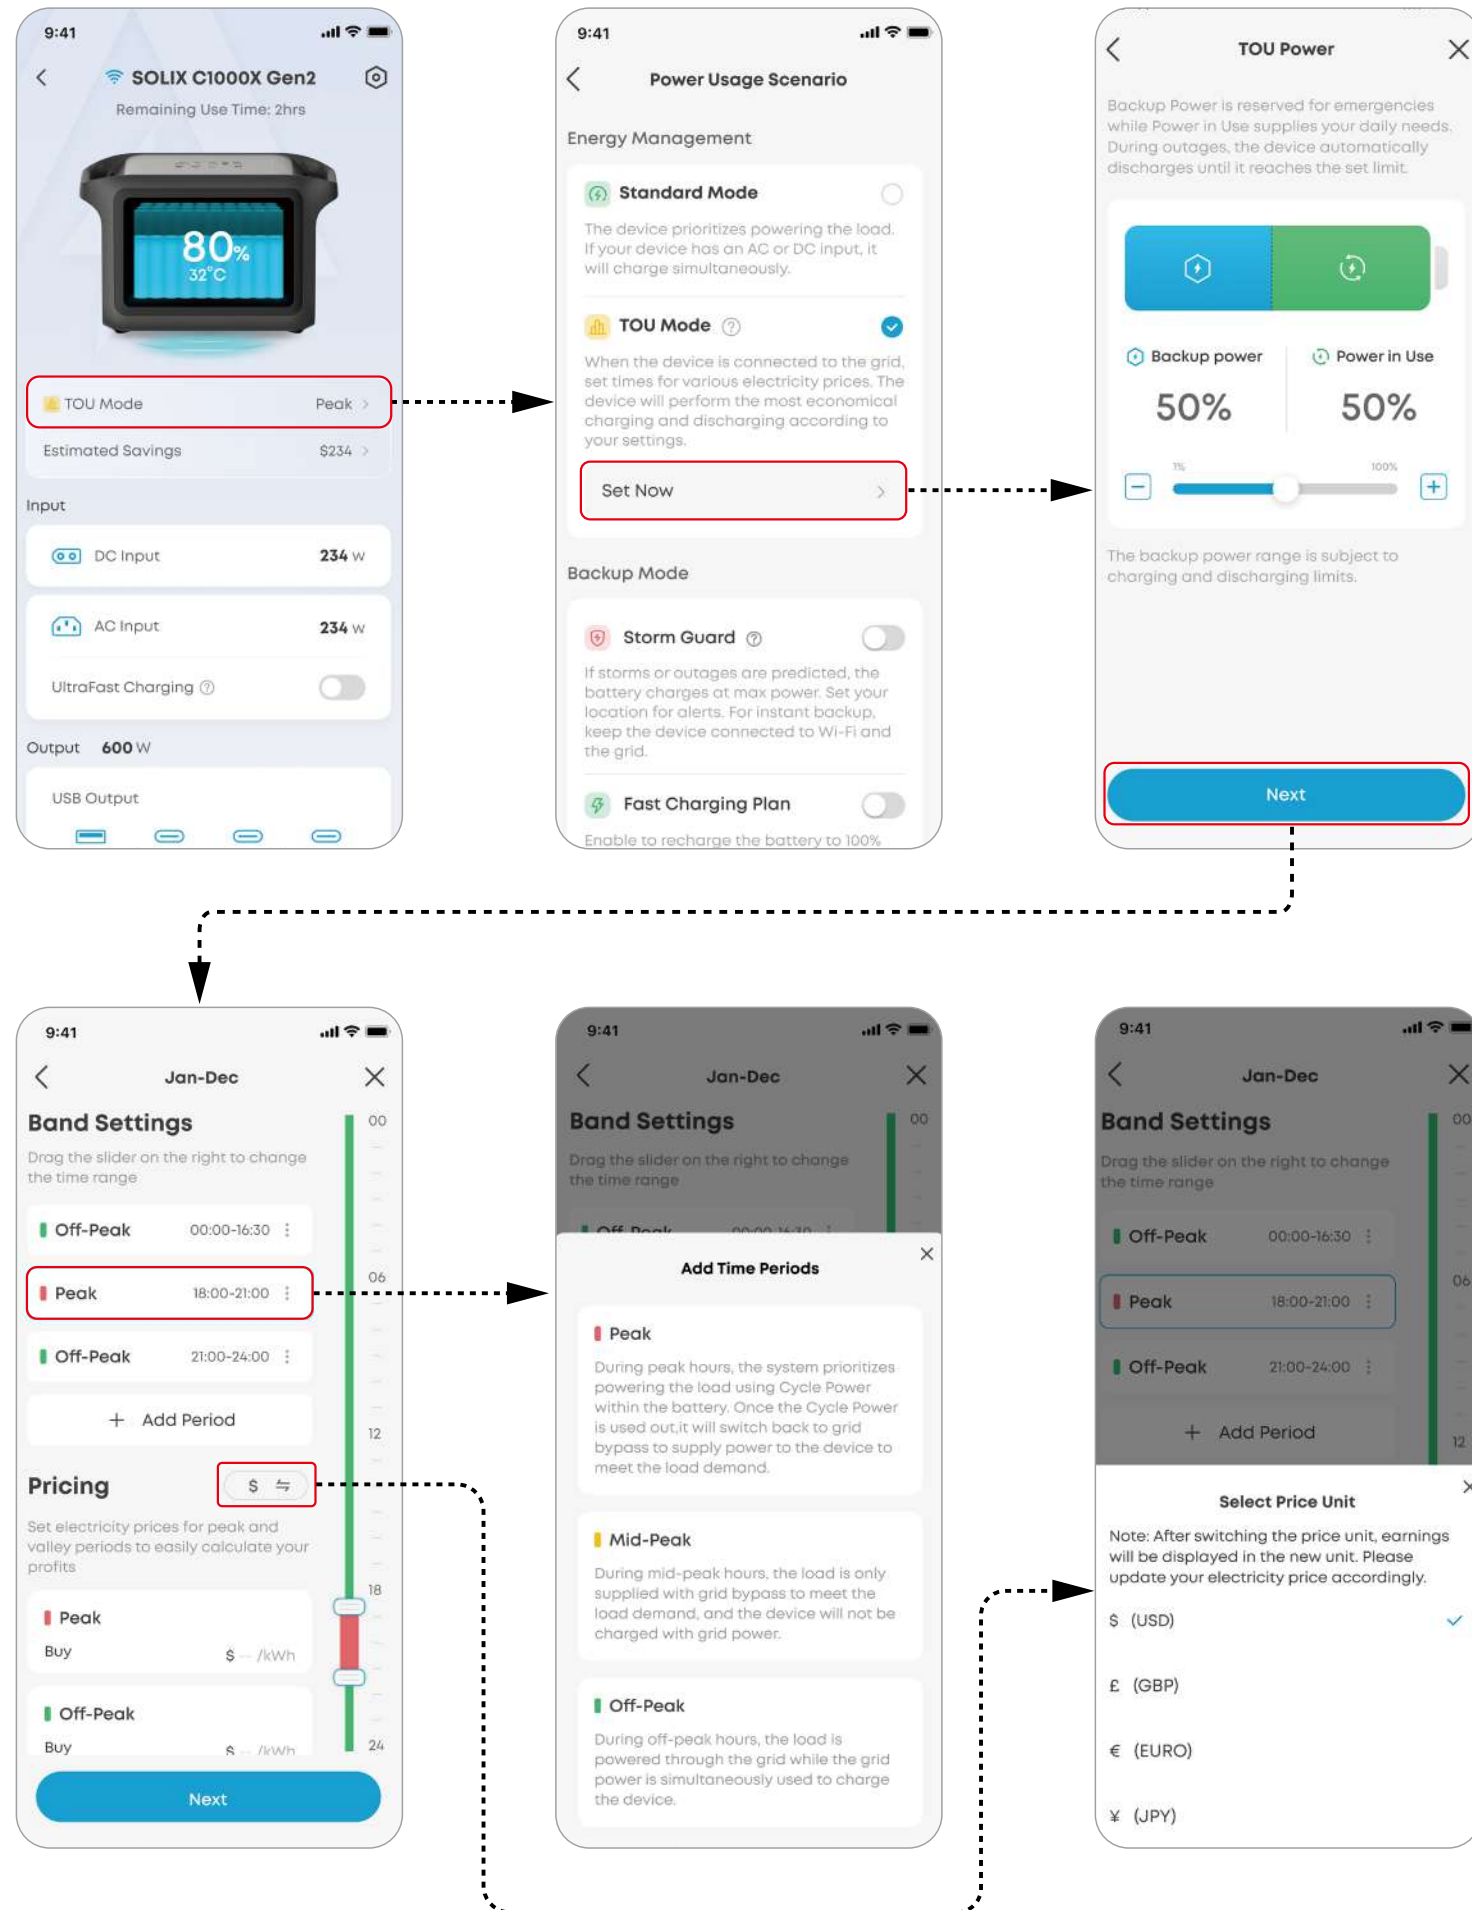 9:41
SOLIX C1000X Gen2
Remaining Use Time: 2hrs
80%
32°C
TOU Mode Peak
Estimated Savings $234
Input
DC Input 234 W
AC Input 234 W
UltraFast Charging
Output 600 W
USB Output
9:41
Power Usage Scenario
Energy Management
Standard Mode
The device prioritizes powering the load.
If your device has an AC or DC input, it
will charge simultaneously.
TOU Mode
When the device is connected to the grid,
set times for various electricity prices. The
device will perform the most economical
charging and discharging according to
your settings.
Set Now
Backup Mode
Storm Guard
If storms or outages are predicted, the
battery charges at max power. Set your
location for alerts. For instant backup,
keep the device connected to Wi-Fi and
the grid.
Fast Charging Plan
Enable to recharge the battery to 100%
TOU Power
Backup Power is reserved for emergencies
while Power in Use supplies your daily needs.
During outages, the device automatically
discharges until it reaches the set limit.
Backup power Power in Use
50% 50%
1% 100%
The backup power range is subject to
charging and discharging limits.
Next
9:41
Jan-Dec
Band Settings
Drag the slider on the right to change
the time range
Off-Peak 00:00-16:30
Peak 18:00-21:00
Off-Peak 21:00-24:00
+ Add Period
Pricing $
Set electricity prices for peak and
valley periods to easily calculate your
profits
Peak
Buy $ -- /kWh
Off-Peak
Buy $ -- /kWh
Next
00
06
12
18
24
9:41
Jan-Dec
Band Settings
Drag the slider on the right to change
the time range
Off-Peak 00:00-16:30
00
Add Time Periods
Peak
During peak hours, the system prioritizes
powering the load using Cycle Power
within the battery. Once the Cycle Power
is used out,it will switch back to grid
bypass to supply power to the device to
meet the load demand.
Mid-Peak
During mid-peak hours, the load is only
supplied with grid bypass to meet the
load demand, and the device will not be
charged with grid power.
Off-Peak
During off-peak hours, the load is
powered through the grid while the grid
power is simultaneously used to charge
the device.
9:41
Jan-Dec
Band Settings
Drag the slider on the right to change
the time range
Off-Peak 00:00-16:30
Peak 18:00-21:00
Off-Peak 21:00-24:00
+ Add Period
00
06
12
Select Price Unit
Note: After switching the price unit, earnings
will be displayed in the new unit. Please
update your electricity price accordingly.
$ (USD)
£ (GBP)
€ (EURO)
¥ (JPY)